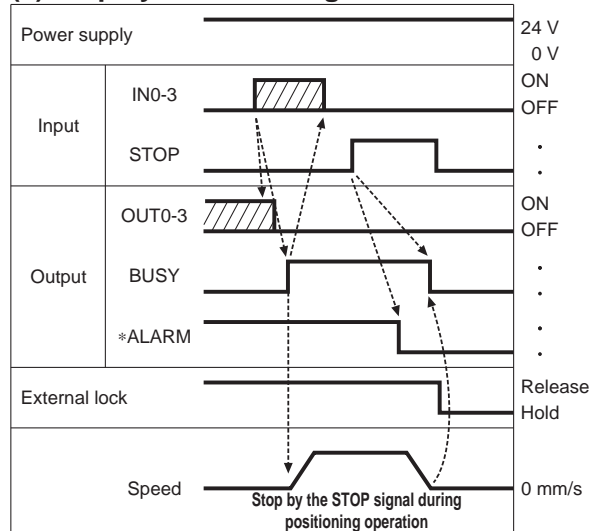 Power supply
24 V
0 V
Input
IN0-3
ON
OFF
STOP
Output
OUT0-3
ON
OFF
BUSY
*ALARM
External lock
Release
Hold
Speed
0 mm/s
Stop by the STOP signal during
positioning operation